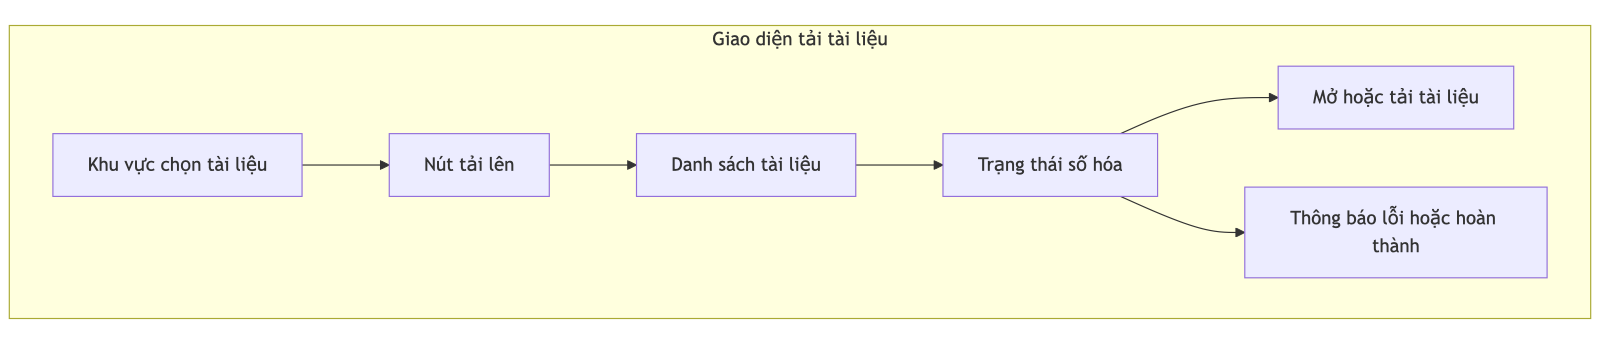 Giao diện tải tài liệu
Khu vực chọn tài liệu
Nút tải lên
Danh sách tài liệu
Trạng thái số hóa
Mở hoặc tải tài liệu
Thông báo lỗi hoặc hoàn
thành